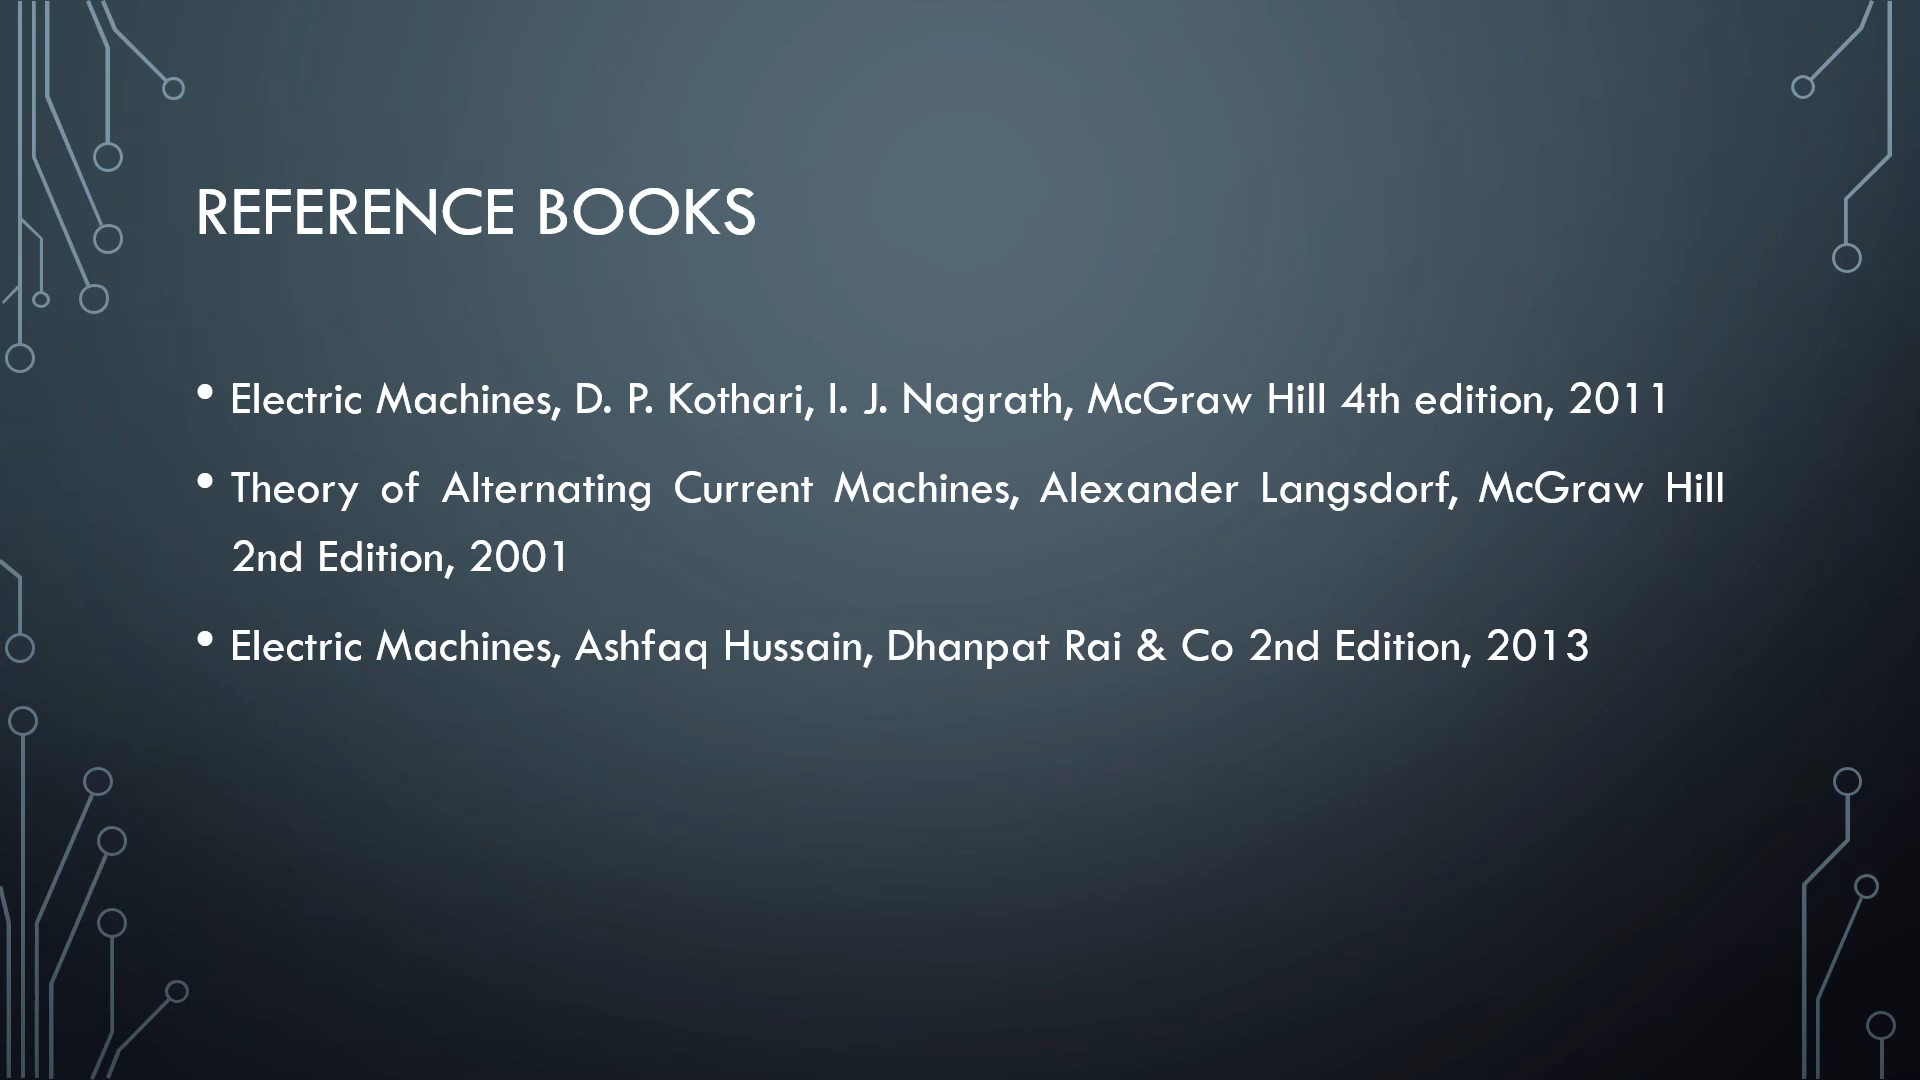 REFERENCE BOOKS
• Electric Machines, D. P. Kothari, I. J. Nagrath, McGraw Hill 4th edition, 2011
• Theory of Alternating Current Machines, Alexander Langsdorf, McGraw Hill
2nd Edition, 2001
• Electric Machines, Ashfaq Hussain, Dhanpat Rai & Co 2nd Edition, 2013